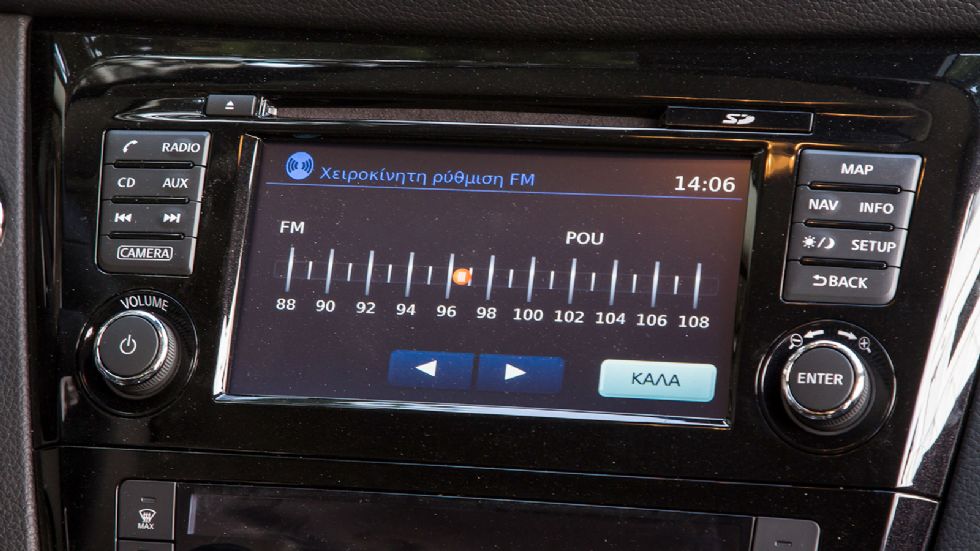 SD
RADIO
CD AUX
CAMERA
VOLUME
Χειροκίνητη ρύθμιση FM 14:06
FM POU
88 90 92 94 96 98 100 102 104 106 108
ΚΑΛΑ
MAP
NAV INFO
SETUP
BACK
ENTER
MAX